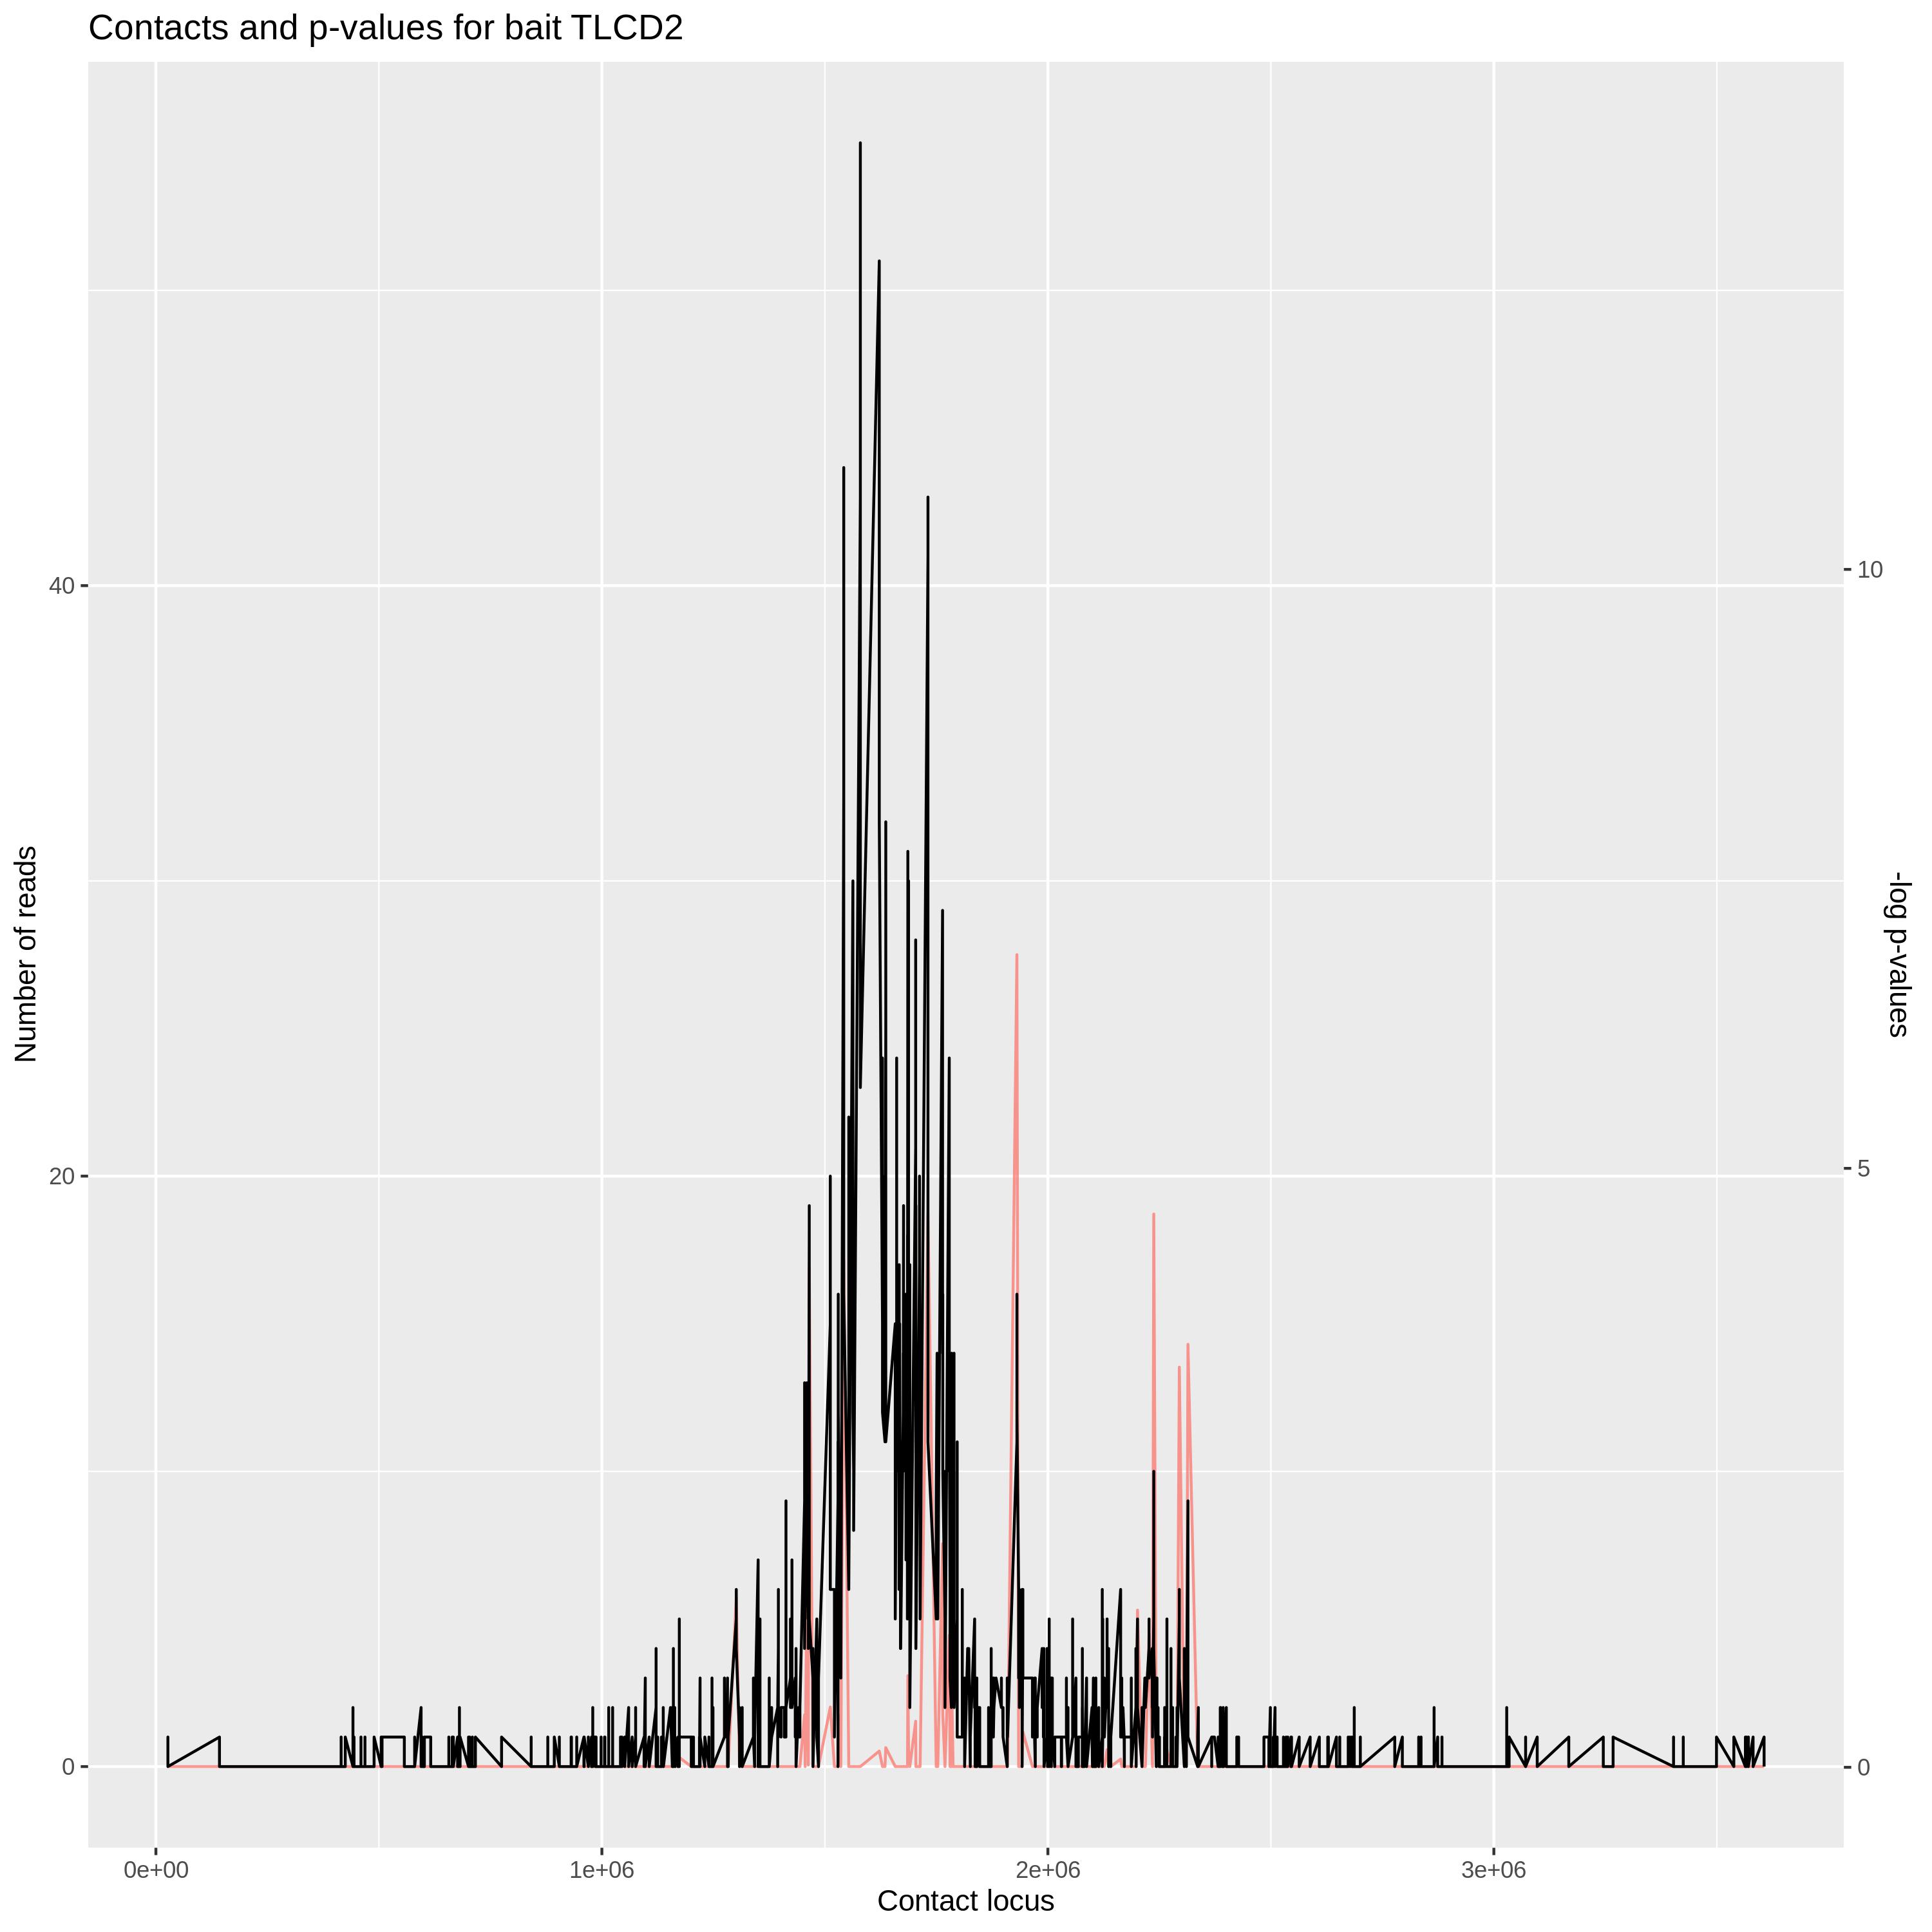 Contacts and p-values for bait TLCD2
Number of reads
40
20
0
10
5
0
-log p-values
0e+00
1e+06
2e+06
3e+06
Contact locus